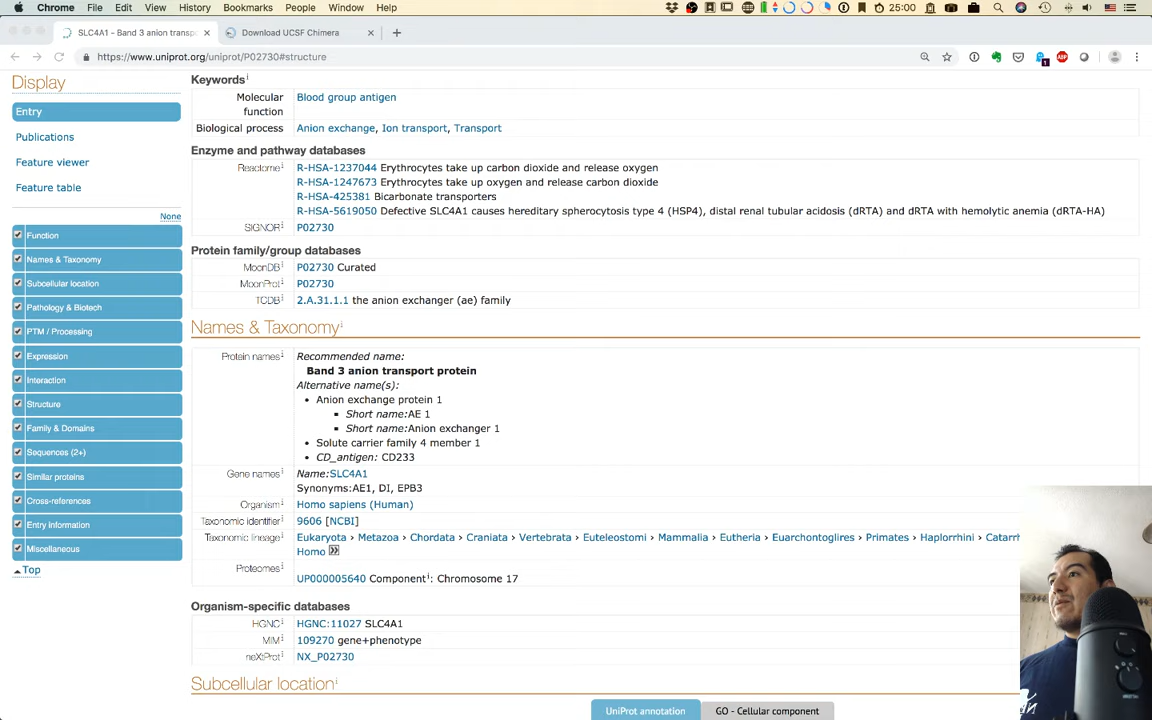 Chrome File Edit View History Bookmarks People Window Help 25:00
SLC4A1 - Band 3 anion transp
Download UCSF Chimera
https://www.uniprot.org/uniprot/P02730#structure
Display
Entry
Publications
Feature viewer
Feature table
None
Function
Names & Taxonomy
Subcellular location
Pathology & Biotech
PTM / Processing
Expression
Interaction
Structure
Family & Domains
Sequences (2+)
Similar proteins
Cross-references
Entry information
Miscellaneous
Top
Keywords
Molecular function Blood group antigen
Biological process Anion exchange, Ion transport, Transport
Enzyme and pathway databases
Reactome R-HSA-1237044 Erythrocytes take up carbon dioxide and release oxygen
R-HSA-1247673 Erythrocytes take up oxygen and release carbon dioxide
R-HSA-425381 Bicarbonate transporters
R-HSA-5619050 Defective SLC4A1 causes hereditary spherocytosis type 4 (HSP4), distal renal tubular acidosis (dRTA) and dRTA with hemolytic anemia (dRTA-HA)
SIGNOR P02730
Protein family/group databases
MoonDB P02730 Curated
MoonProt P02730
TCDB 2.A.31.1.1 the anion exchanger (ae) family
Names & Taxonomy
Protein names Recommended name:
Band 3 anion transport protein
Alternative name(s):
• Anion exchange protein 1
▪ Short name:AE 1
▪ Short name:Anion exchanger 1
• Solute carrier family 4 member 1
• CD_antigen: CD233
Gene names Name:SLC4A1
Synonyms:AE1, DI, EPB3
Organism Homo sapiens (Human)
Taxonomic identifier 9606 [NCBI]
Taxonomic lineage Eukaryota › Metazoa › Chordata › Craniata › Vertebrata › Euteleostomi › Mammalia › Eutheria › Euarchontoglires › Primates › Haplorrhini › Catarrh
Homo
Proteomes UP000005640 Component: Chromosome 17
Organism-specific databases
HGNC HGNC:11027 SLC4A1
MIM 109270 gene+phenotype
neXtProt NX_P02730
Subcellular location
UniProt annotation GO - Cellular component